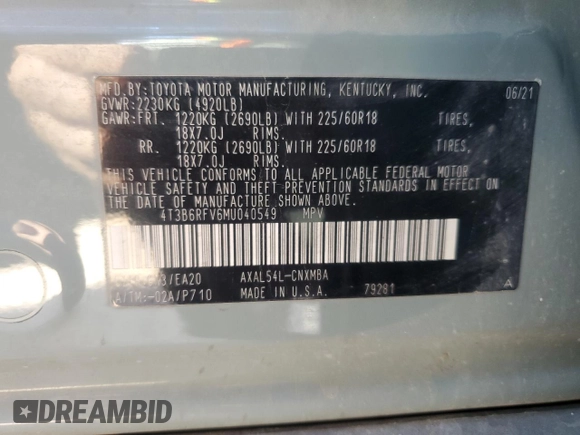 MFD.BY:TOYOTA MOTOR MANUFACTURING, KENTUCKY, INC. 06/21
GVWR:2230KG (4920LB)
GAWR:FRT. 1220KG (2690LB) WITH 225/60R18 TIRES,
18X7.0J RIMS.
RR. 1220KG (2690LB) WITH 225/60R18 TIRES,
18X7.0J RIMS.
THIS VEHICLE CONFORMS TO ALL APPLICABLE FEDERAL MOTOR
VEHICLE SAFETY AND THEFT PREVENTION STANDARDS IN EFFECT ON
THE DATE OF MANUFACTURE SHOWN ABOVE.
4T3B6RFV6MU040549 MPV
/EA20 AXAL54L-CNXMBA
A/TM:-02A/P710 MADE IN U.S.A. 79281 A
DREAMBID